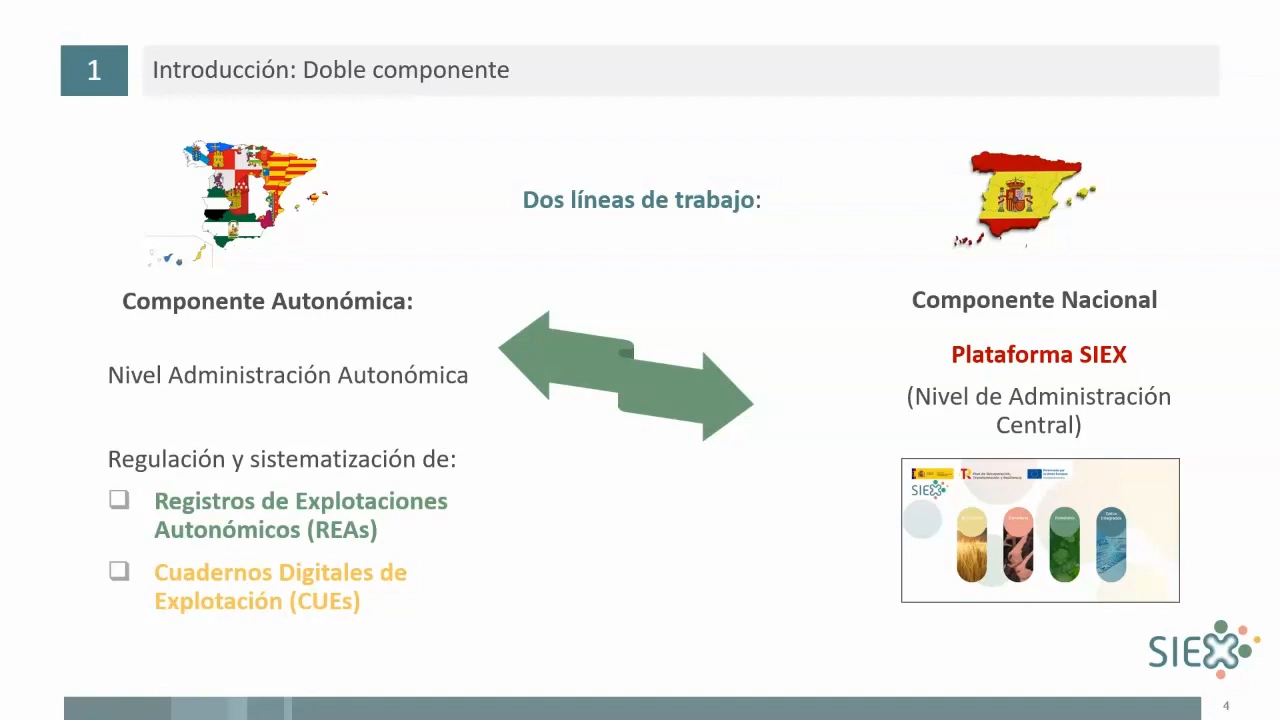 1
Introducción: Doble componente
Dos líneas de trabajo:
Componente Autonómica:
Nivel Administración Autonómica
Regulación y sistematización de:
Registros de Explotaciones
Autonómicos (REAs)
Cuadernos Digitales de
Explotación (CUEs)
Componente Nacional
Plataforma SIEX
(Nivel de Administración
Central)
SIEX
SIEX
4